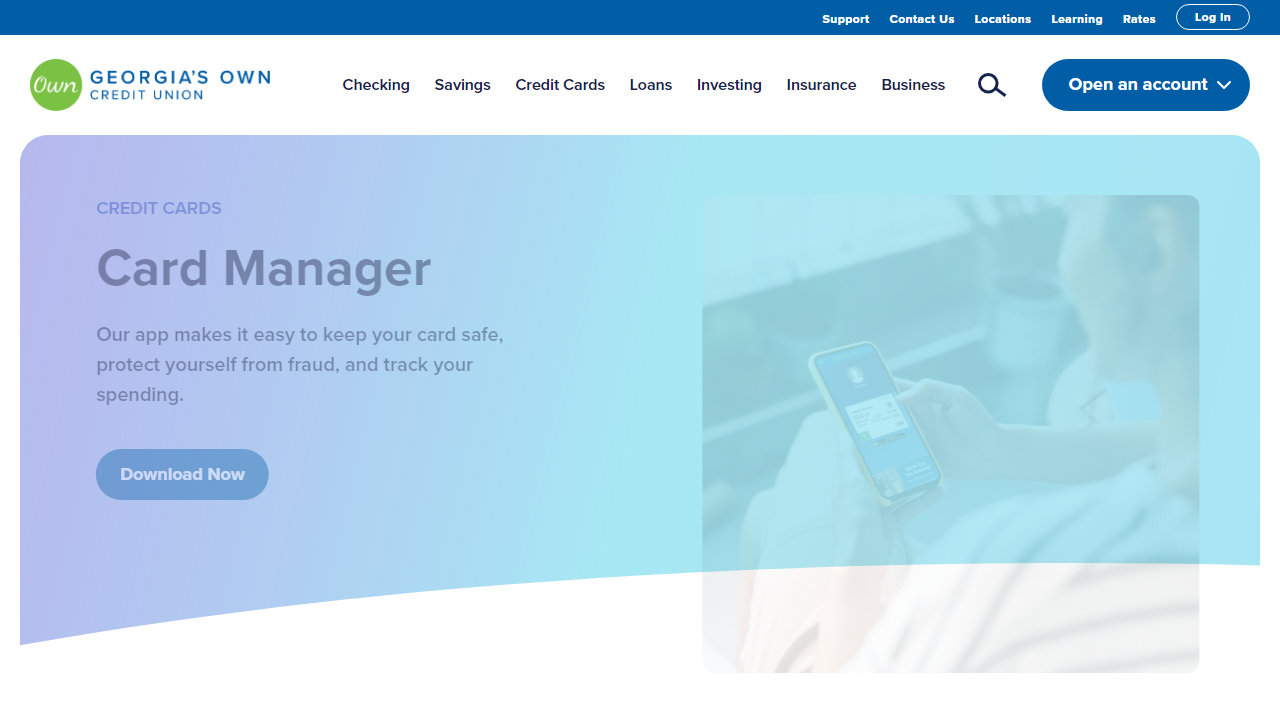 Support
Contact Us
Locations
Learning
Rates
Log In
Own
GEORGIA'S OWN
CREDIT UNION
Checking
Savings
Credit Cards
Loans
Investing
Insurance
Business
Open an account
CREDIT CARDS
Card Manager
Our app makes it easy to keep your card safe,
protect yourself from fraud, and track your
spending.
Download Now